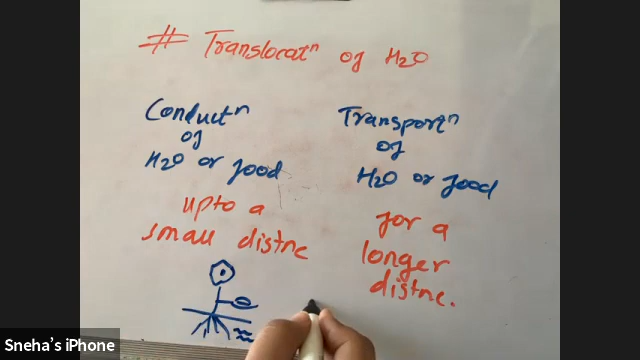 # Translocatⁿ of H2O
Conductⁿ
of
H2O or food
upto a
small distnc
Transportⁿ
of
H2O or food
for a
longer
distnc.
Sneha's iPhone